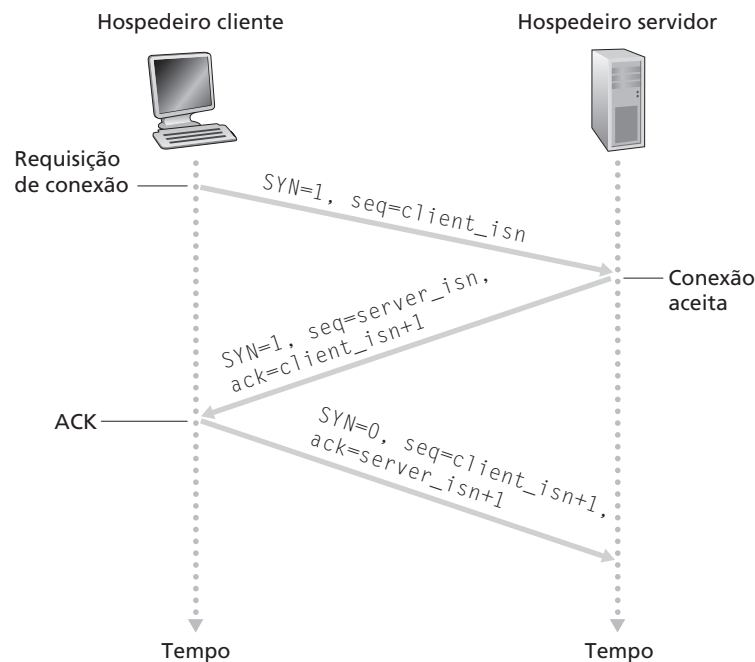 Hospedeiro cliente
Hospedeiro servidor
Requisição
de conexão
SYN=1, seq=client_isn
Conexão
aceita
SYN=1, seq=server_isn,
ack=client_isn+1
ACK
SYN=0, seq=client_isn+1,
ack=server_isn+1
Tempo
Tempo